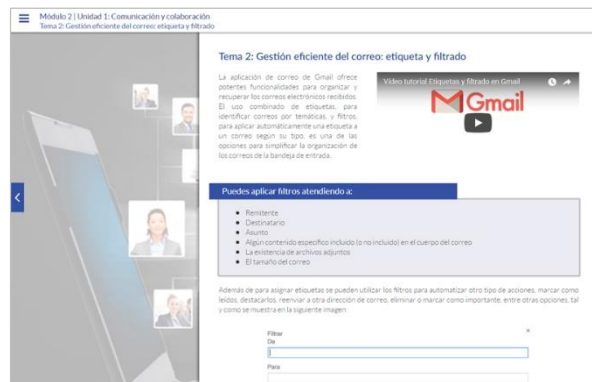 Módulo 2 | Unidad 1: Comunicación y colaboración
Tema 2: Gestión eficiente del correo: etiqueta y filtrado
Tema 2: Gestión eficiente del correo: etiqueta y filtrado
La aplicación de correo de Gmail ofrece
potentes funcionalidades para organizar y
recuperar los correos electrónicos recibidos.
El uso combinado de etiquetas, para
identificar correos por temáticas, y filtros,
para aplicar automáticamente una etiqueta a
un correo según su tipo, es una de las
opciones para simplificar la organización de
los correos de la bandeja de entrada.
Vídeo tutorial Etiquetas y filtrado en Gmail
Gmail
Puedes aplicar filtros atendiendo a:
Remitente
Destinatario
Asunto
Algún contenido específico incluido (o no incluido) en el cuerpo del correo
La existencia de archivos adjuntos
El tamaño del correo
Además de para asignar etiquetas se pueden utilizar los filtros para automatizar otro tipo de acciones, marcar como
leídos, destacarlos, reenviar a otra dirección de correo, eliminar o marcar como importante, entre otras opciones, tal
y como se muestra en la siguiente imagen:
Filtrar
De
Para